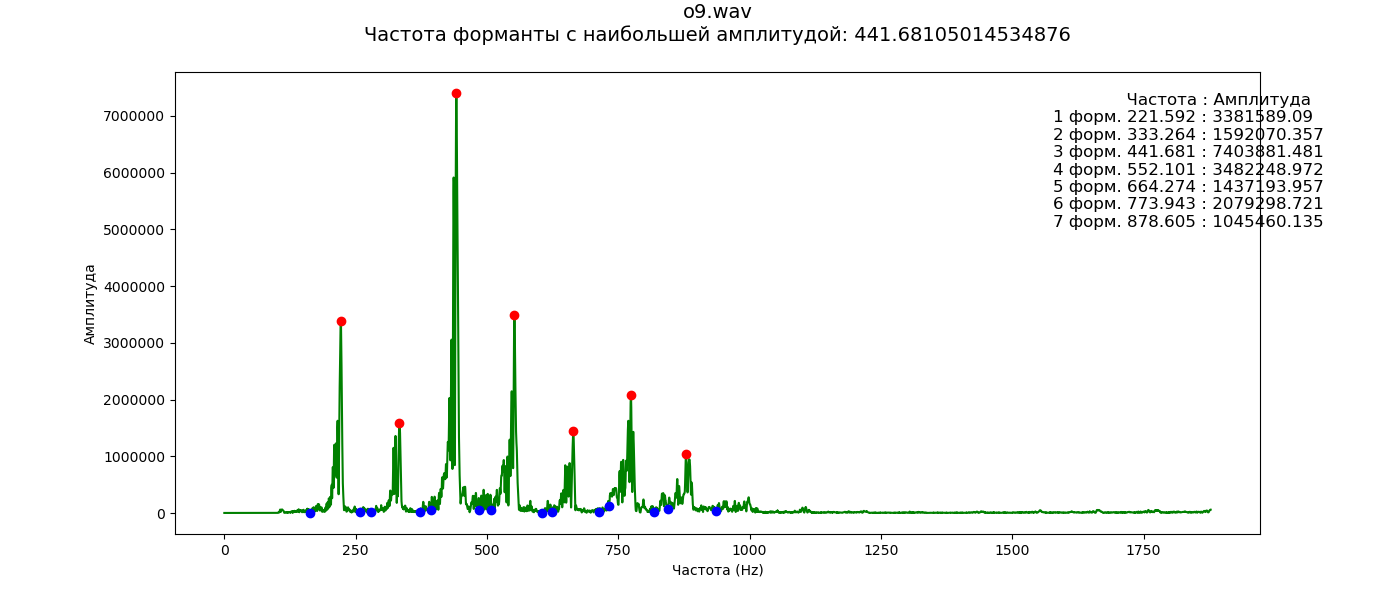 o9.wav
Частота форманты с наибольшей амплитудой: 441.68105014534876
Частота : Амплитуда
1 форм. 221.592 : 3381589.09
2 форм. 333.264 : 1592070.357
3 форм. 441.681 : 7403881.481
4 форм. 552.101 : 3482248.972
5 форм. 664.274 : 1437193.957
6 форм. 773.943 : 2079298.721
7 форм. 878.605 : 1045460.135
7000000
6000000
5000000
4000000
3000000
2000000
1000000
0
Амплитуда
0 250 500 750 1000 1250 1500 1750
Частота (Hz)